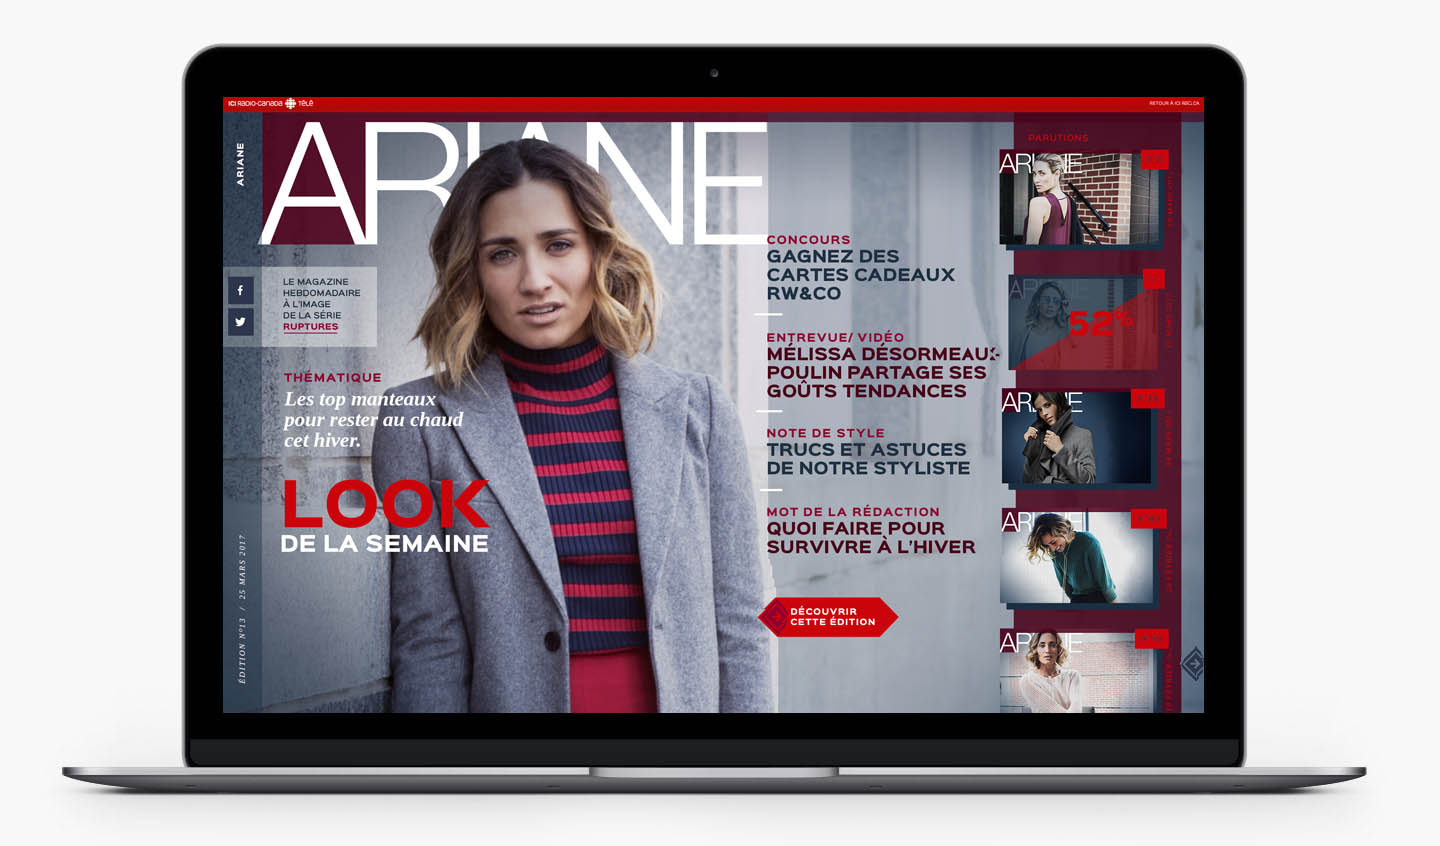 ICI RADIO-CANADA TÉLÉ
RETOUR À ICI RBCI.CA
ARIANE
ARIANE
LE MAGAZINE
HEBDOMADAIRE
À L'IMAGE
DE LA SÉRIE
RUPTURES
THÉMATIQUE
Les top manteaux
pour rester au chaud
cet hiver.
LOOK
DE LA SEMAINE
ÉDITION Nº13 / 25 MARS 2017
CONCOURS
GAGNEZ DES
CARTES CADEAUX
RW&CO
ENTREVUE/ VIDÉO
MÉLISSA DÉSORMEAUX-
POULIN PARTAGE SES
GOÛTS TENDANCES
NOTE DE STYLE
TRUCS ET ASTUCES
DE NOTRE STYLISTE
MOT DE LA RÉDACTION
QUOI FAIRE POUR
SURVIVRE À L'HIVER
DÉCOUVRIR
CETTE ÉDITION
PARUTIONS
ARIANE
ARIANE
52%
ARIANE
ARIANE
ARIANE